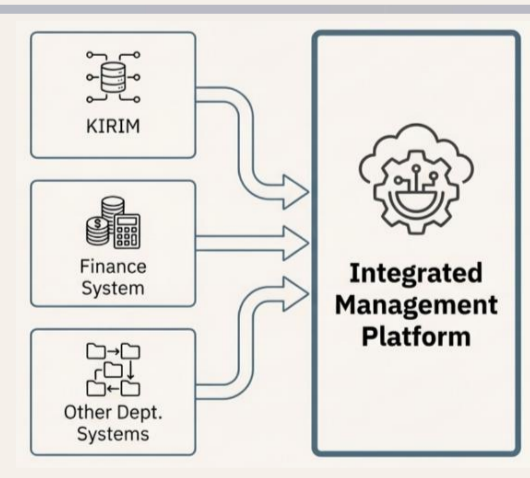 KIRIM
$
Finance
System
Other Dept.
Systems
Integrated
Management
Platform